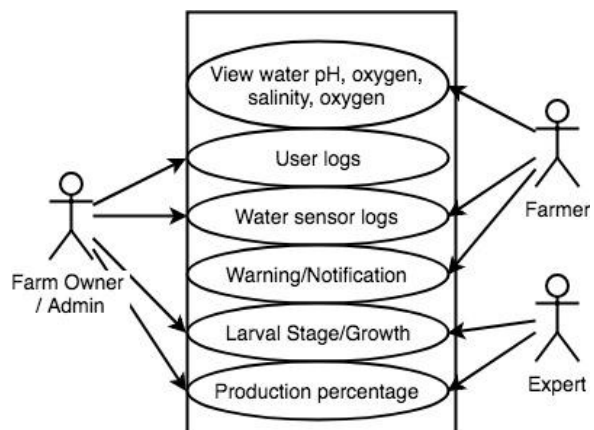 View water pH, oxygen,
salinity, oxygen
User logs
Water sensor logs
Warning/Notification
Larval Stage/Growth
Production percentage
Farm Owner
/ Admin
Farmer
Expert